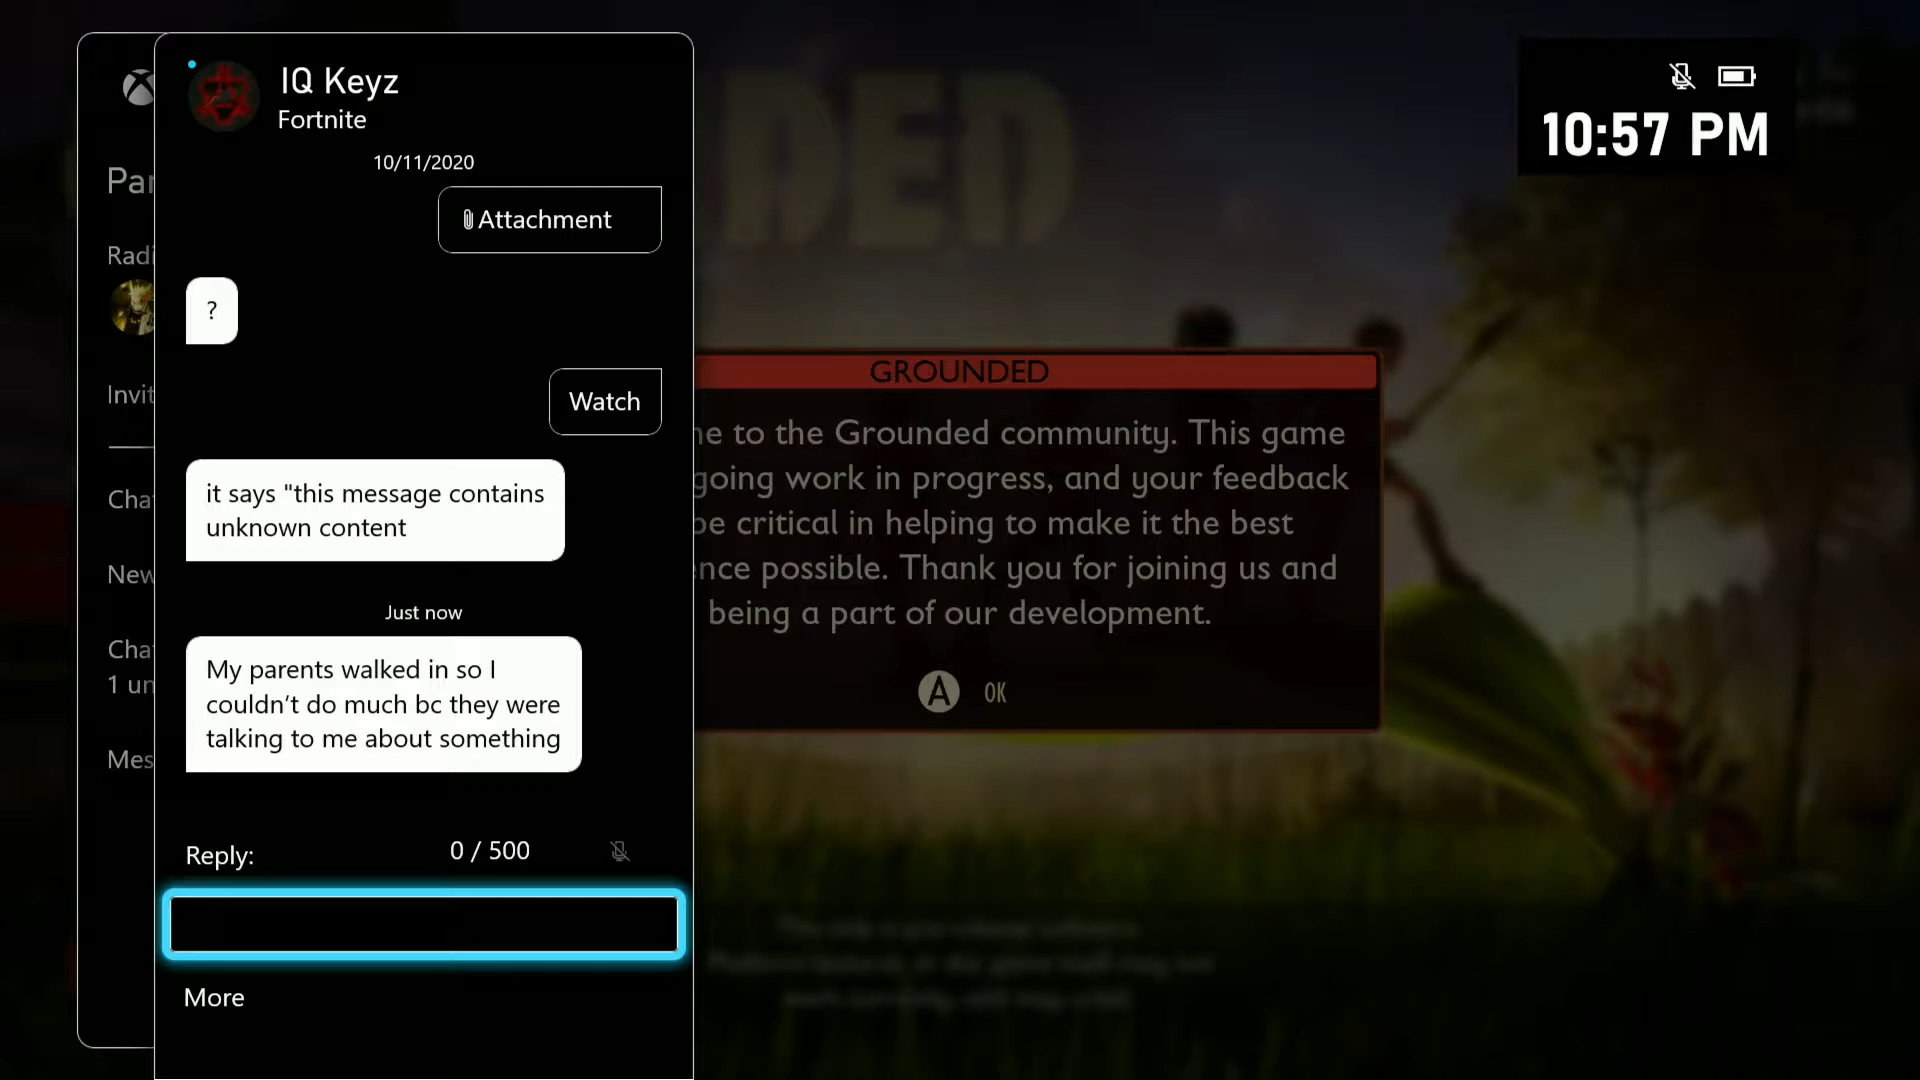 IQ Keyz
Fortnite
10/11/2020
Attachment
?
Watch
it says "this message contains
unknown content
Just now
My parents walked in so I
couldn't do much bc they were
talking to me about something
Reply:
0 / 500
More
Par
Radi
Invit
Cha
New
Cha
1 un
Mes
10:57 PM
DED
GROUNDED
me to the Grounded community. This game
going work in progress, and your feedback
be critical in helping to make it the best
ence possible. Thank you for joining us and
being a part of our development.
A OK